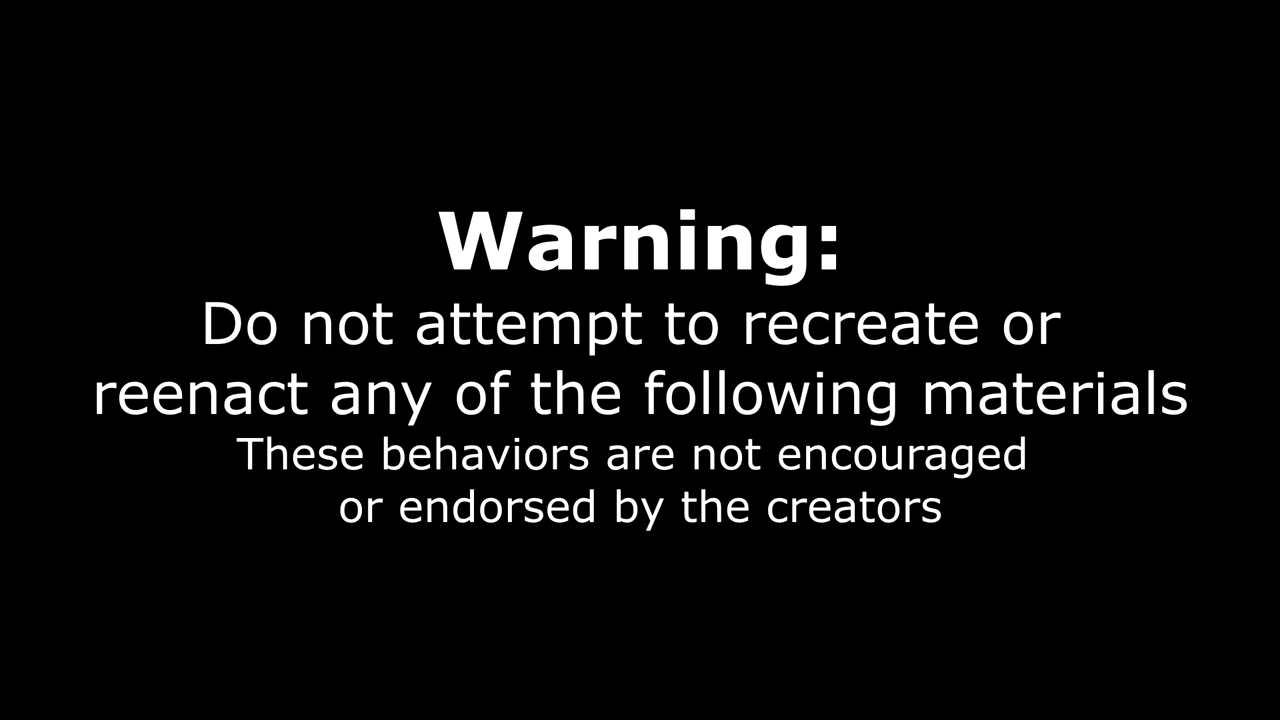 Warning:
Do not attempt to recreate or
reenact any of the following materials
These behaviors are not encouraged
or endorsed by the creators